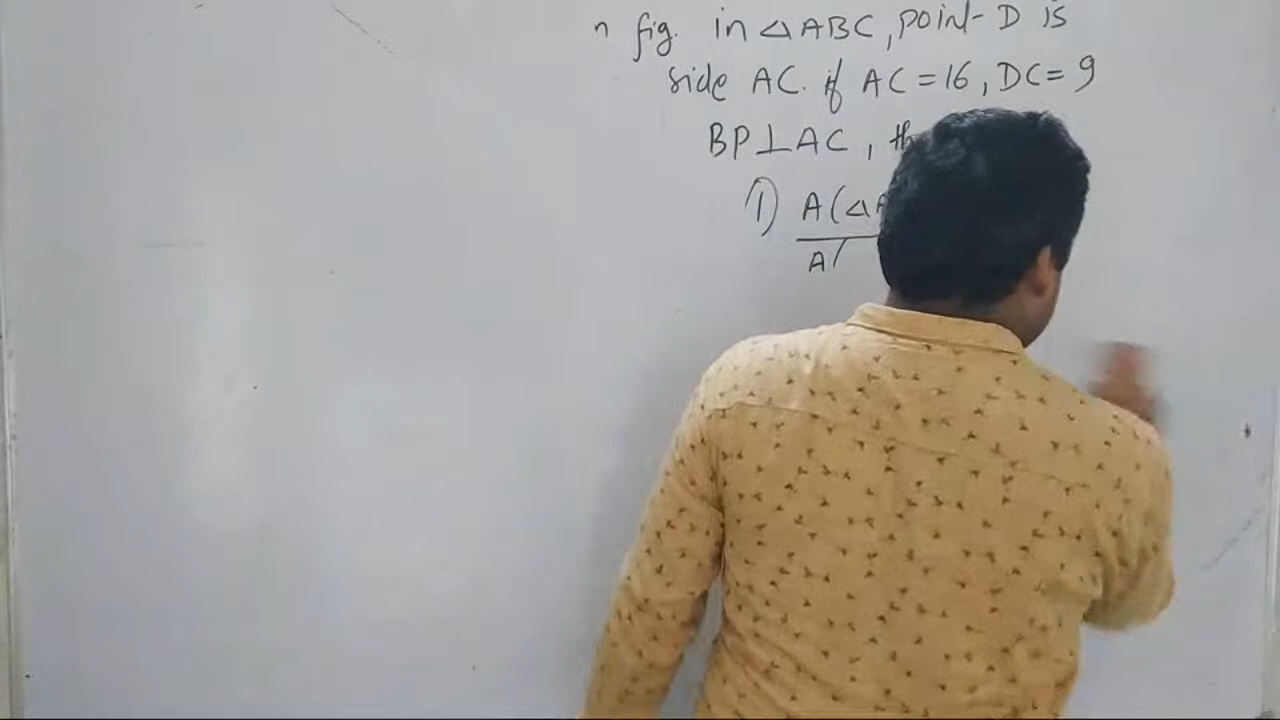 n fig. in △ABC, point-D is
side AC. if AC = 16, DC = 9
BP⊥AC, th
1) A(△A
A(